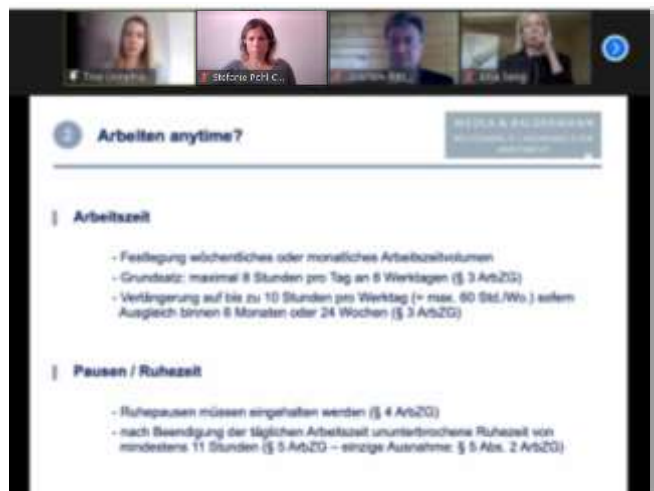 Stefanie Pohl C...
2 Arbeiten anytime?
Arbeitszeit
- Festlegung wöchentliches oder monatliches Arbeitszeitvolumen
- Grundsatz: maximal 8 Stunden pro Tag an 6 Werktagen (§ 3 ArbZG)
- Verlängerung auf bis zu 10 Stunden pro Werktag (= max. 60 Std./Wo.) sofern
Ausgleich binnen 6 Monaten oder 24 Wochen (§ 3 ArbZG)
Pausen / Ruhezeit
- Ruhepausen müssen eingehalten werden (§ 4 ArbZG)
- nach Beendigung der täglichen Arbeitszeit ununterbrochene Ruhezeit von
mindestens 11 Stunden (§ 5 ArbZG – einzige Ausnahme: § 5 Abs. 2 ArbZG)